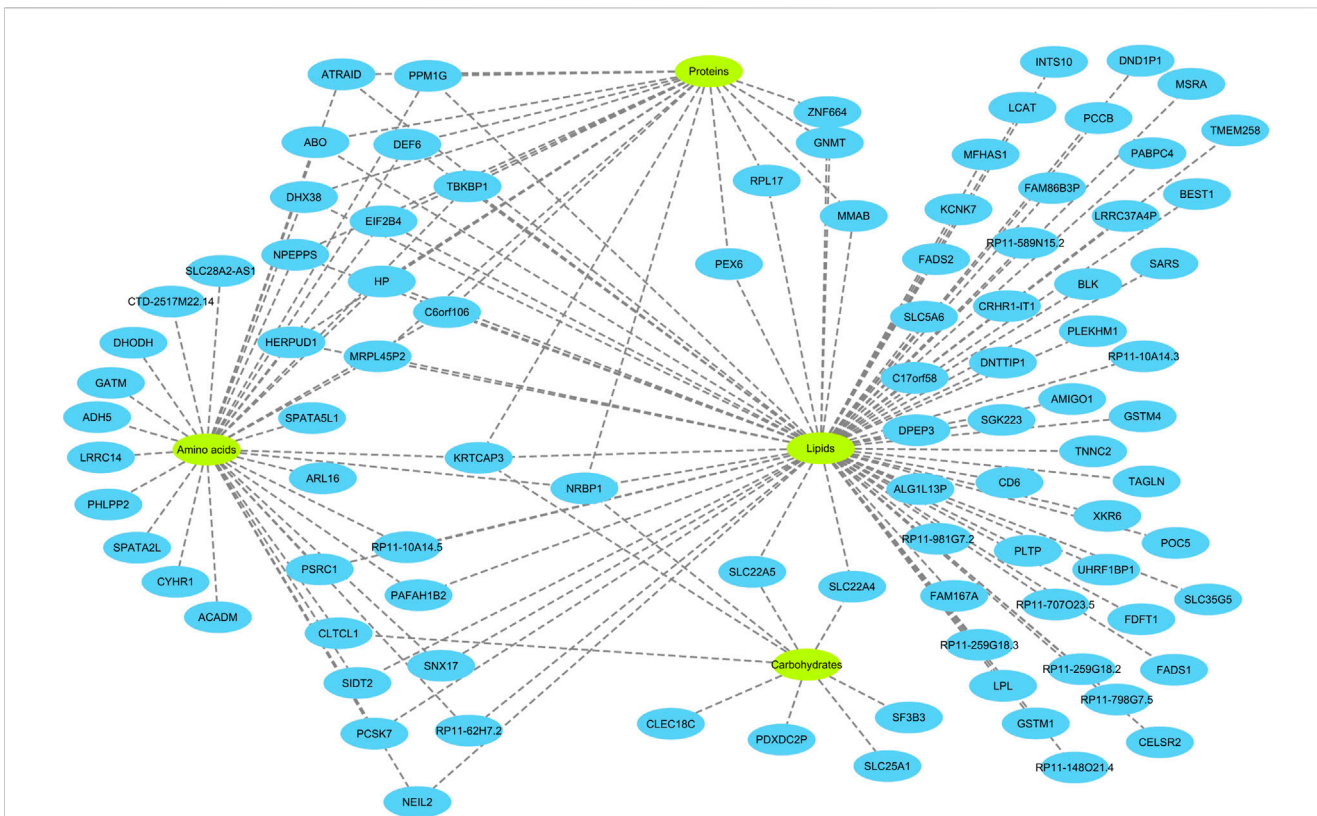 INTS10
DND1P1
ATRAID
PPM1G
Proteins
MSRA
LCAT
ZNF664
PCCB
TMEM258
ABO
DEF6
GNMT
MFHAS1
PABPC4
RPL17
TBKBP1
FAM86B3P
DHX38
BEST1
KCNK7
EIF2B4
MMAB
LRRC37A4P
RP11-589N15.2
NPEPPS
FADS2
PEX6
SARS
SLC28A2-AS1
HP
BLK
CTD-2517M22.14
CRHR1-IT1
C6orf106
SLC5A6
PLEKHM1
DHODH
HERPUD1
MRPL45P2
RP11-10A14.3
DNTTIP1
C17orf58
GATM
AMIGO1
ADH5
SPATA5L1
GSTM4
SGK223
DPEP3
Amino acids
Lipids
TNNC2
LRRC14
KRTCAP3
ARL16
TAGLN
CD6
NRBP1
ALG1L13P
PHLPP2
XKR6
RP11-981G7.2
POC5
SPATA2L
RP11-10A14.5
PLTP
PSRC1
SLC22A5
UHRF1BP1
CYHR1
SLC22A4
PAFAH1B2
FAM167A
SLC35G5
RP11-707O23.5
ACADM
FDFT1
CLTCL1
RP11-259G18.3
SNX17
Carbohydrates
RP11-259G18.2
FADS1
SIDT2
LPL
RP11-798G7.5
SF3B3
CLEC18C
GSTM1
RP11-62H7.2
PCSK7
PDXDC2P
CELSR2
SLC25A1
RP11-148O21.4
NEIL2